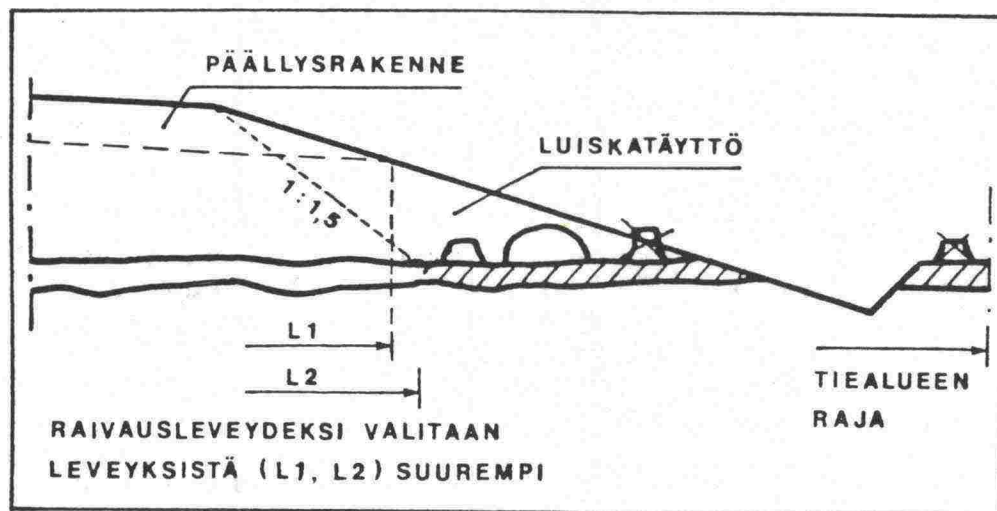 PÄÄLLYSRAKENNE
LUISKATÄYTTÖ
1:1,5
L1
L2
TIEALUEEN
RAJA
RAIVAUSLEVEYDEKSI VALITAAN
LEVEYKSISTÄ (L1, L2) SUUREMPI